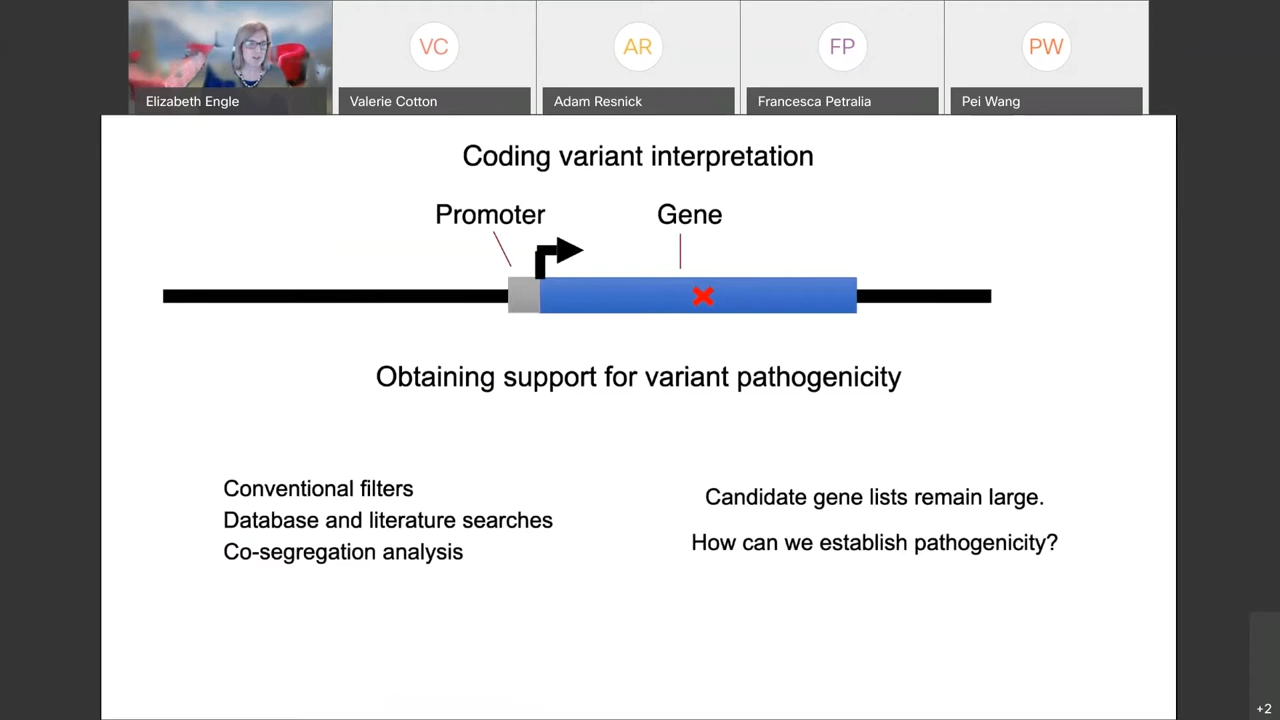 VC
AR
FP
PW
Elizabeth Engle
Valerie Cotton
Adam Resnick
Francesca Petralia
Pei Wang
Coding variant interpretation
Promoter
Gene
Obtaining support for variant pathogenicity
Conventional filters
Database and literature searches
Co-segregation analysis
Candidate gene lists remain large.
How can we establish pathogenicity?
+2